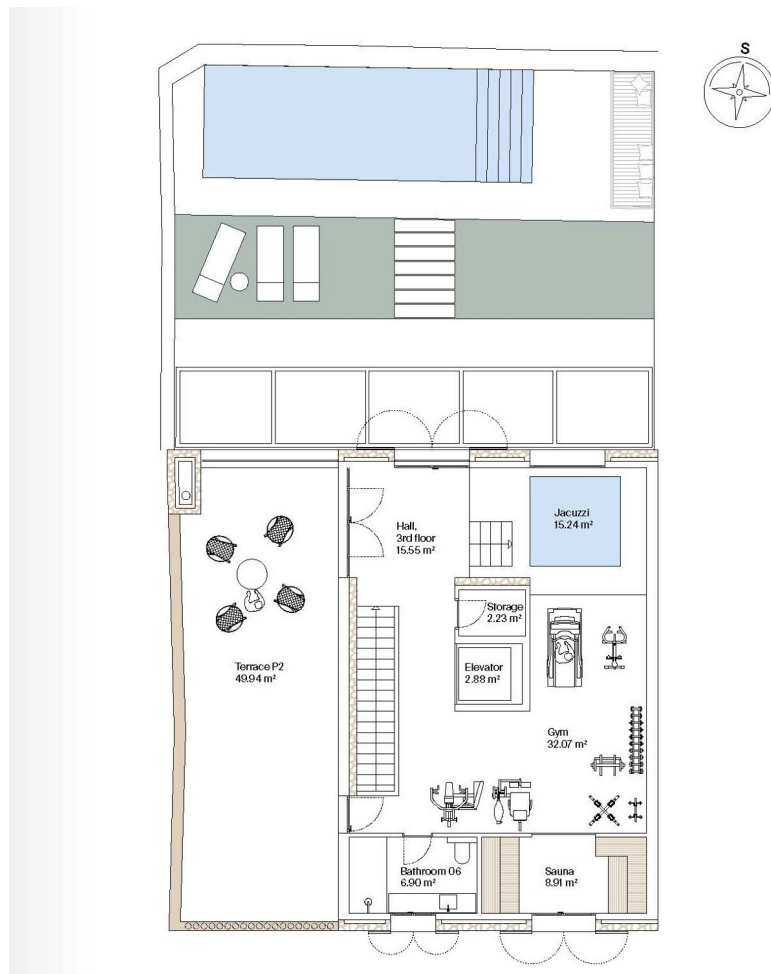 S
Jacuzzi
15.24 m²
Hall,
3rd floor
15.55 m²
Storage
2.23 m²
Elevator
2.88 m²
Terrace P2
49.94 m²
Gym
32.07 m²
Bathroom 06
6.90 m²
Sauna
8.91 m²